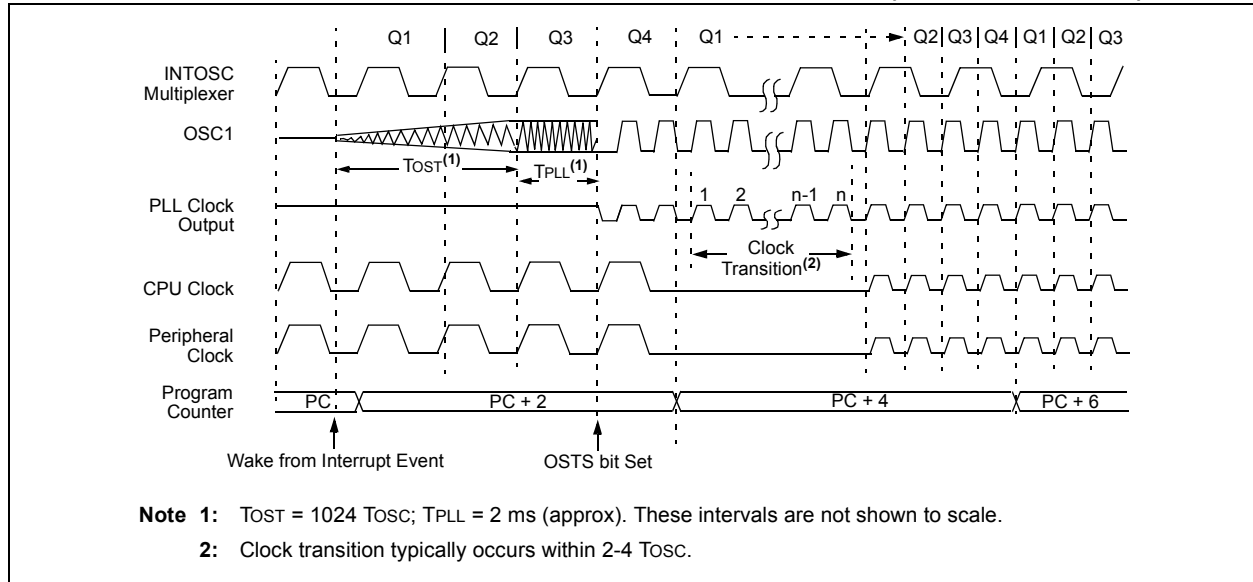 Q1 Q2 Q3 Q4 Q1 Q2 Q3 Q4 Q1 Q2 Q3
INTOSC
Multiplexer
OSC1
TOST(1) TPLL(1)
1 2 n-1 n
PLL Clock
Output
Clock
Transition(2)
CPU Clock
Peripheral
Clock
Program
Counter
PC PC + 2 PC + 4 PC + 6
Wake from Interrupt Event OSTS bit Set
Note 1: TOST = 1024 TOSC; TPLL = 2 ms (approx). These intervals are not shown to scale.
2: Clock transition typically occurs within 2-4 TOSC.